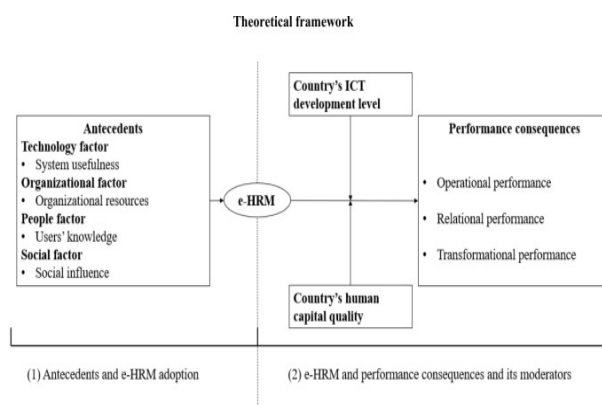 Theoretical framework
Antecedents
Technology factor
• System usefulness
Organizational factor
• Organizational resources
People factor
• Users' knowledge
Social factor
• Social influence
e-HRM
Country's ICT
development level
Country's human
capital quality
Performance consequences
• Operational performance
• Relational performance
• Transformational performance
(1) Antecedents and e-HRM adoption
(2) e-HRM and performance consequences and its moderators